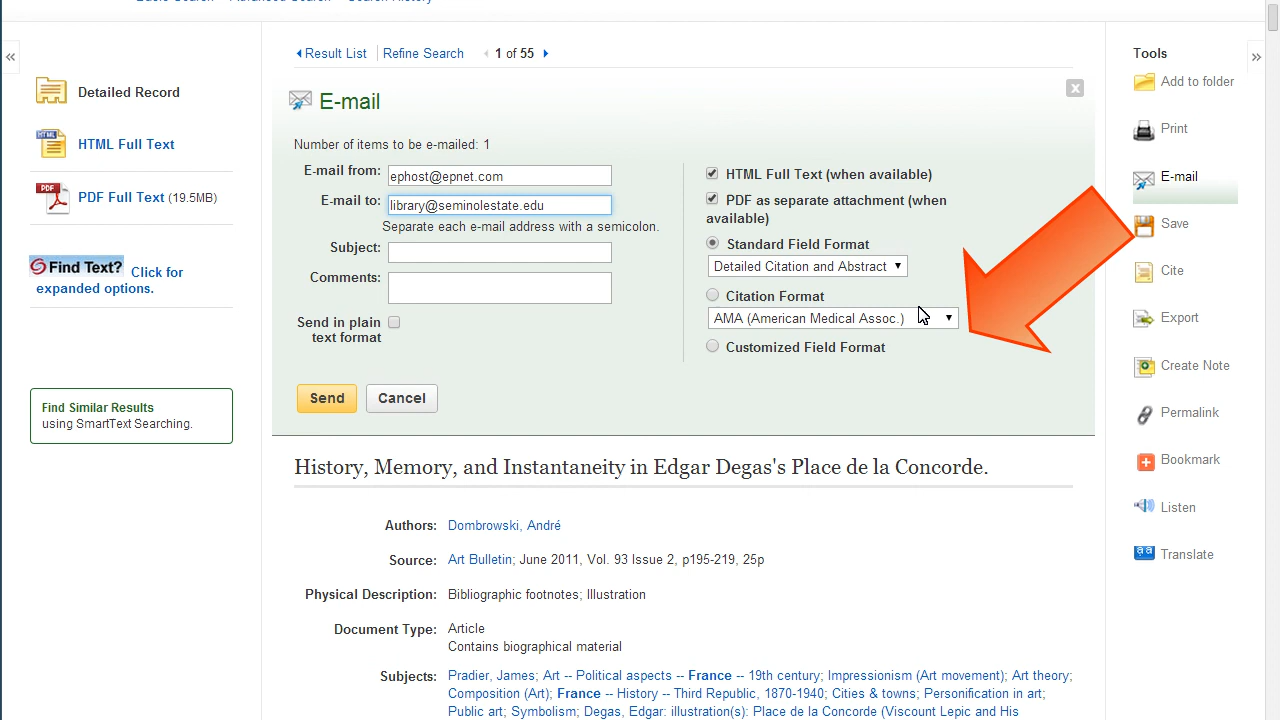 Basic Search Advanced Search Search History
«
Detailed Record
HTML Full Text
PDF Full Text (19.5MB)
Find Text? Click for
expanded options.
Find Similar Results
using SmartText Searching.
Result List Refine Search 1 of 55
E-mail
x
Number of items to be e-mailed: 1
E-mail from: ephost@epnet.com
E-mail to: library@seminolestate.edu
Separate each e-mail address with a semicolon.
Subject:
Comments:
Send in plain
text format
HTML Full Text (when available)
PDF as separate attachment (when
available)
Standard Field Format
Detailed Citation and Abstract
Citation Format
AMA (American Medical Assoc.)
Customized Field Format
Send Cancel
History, Memory, and Instantaneity in Edgar Degas's Place de la Concorde.
Authors: Dombrowski, André
Source: Art Bulletin; June 2011, Vol. 93 Issue 2, p195-219, 25p
Physical Description: Bibliographic footnotes; Illustration
Document Type: Article
Contains biographical material
Subjects: Pradier, James; Art -- Political aspects -- France -- 19th century; Impressionism (Art movement); Art theory;
Composition (Art); France -- History -- Third Republic, 1870-1940; Cities & towns; Personification in art;
Public art; Symbolism; Degas, Edgar: illustration(s): Place de la Concorde (Viscount Lepic and His
Tools
»
Add to folder
Print
E-mail
Save
Cite
Export
Create Note
Permalink
Bookmark
Listen
Translate